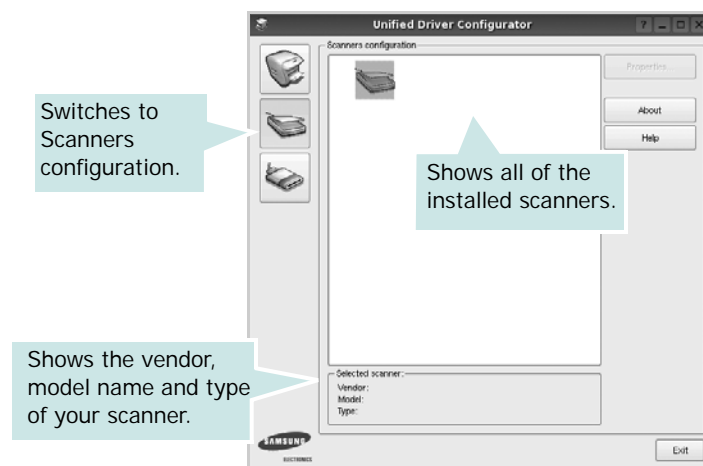 Unified Driver Configurator
Scanners configuration
Properties...
About
Help
Switches to
Scanners
configuration.
Shows all of the
installed scanners.
Shows the vendor,
model name and type
of your scanner.
Selected scanner:
Vendor:
Model:
Type:
SAMSUNG
ELECTRONICS
Exit